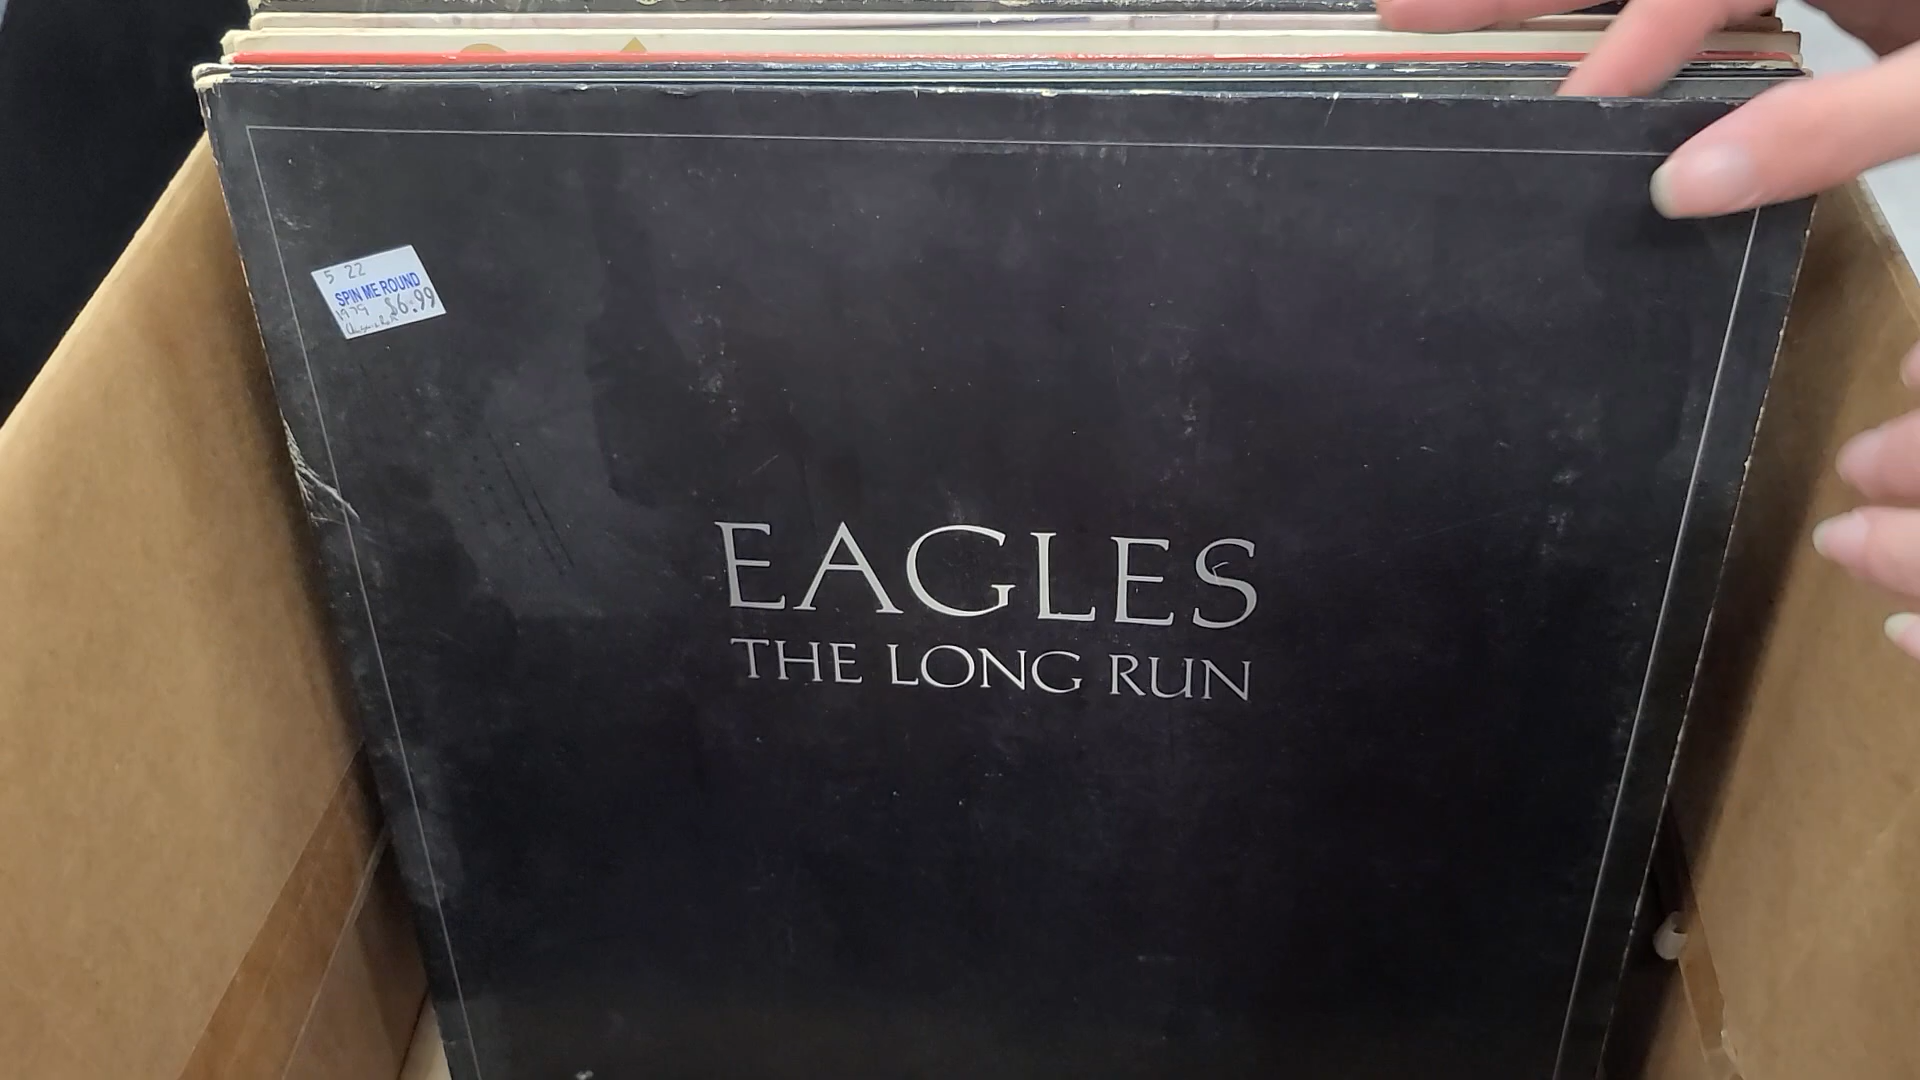 5 22
SPIN ME ROUND
1979 $6.99
EAGLES
THE LONG RUN